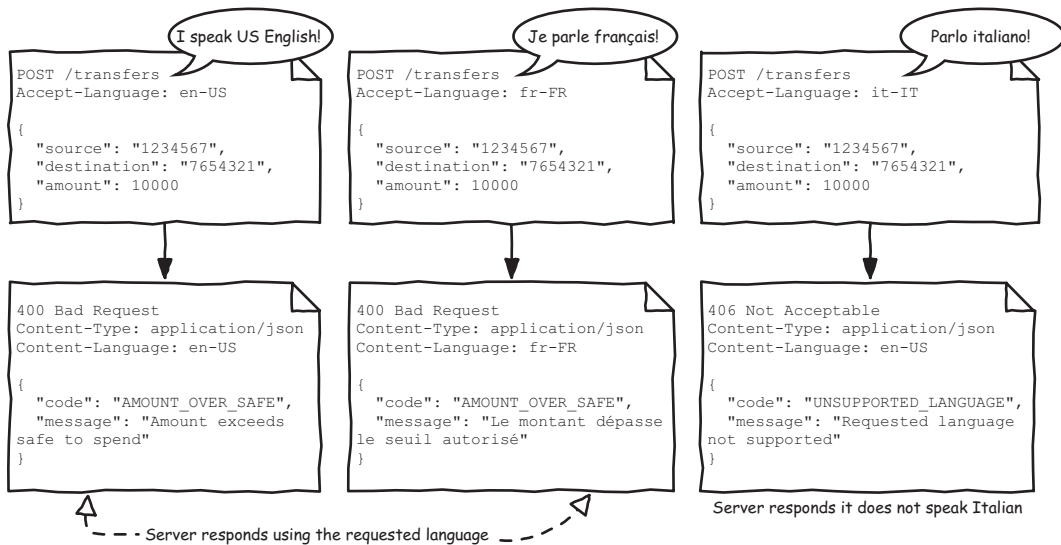 I speak US English!
POST /transfers
Accept-Language: en-US
{
"source": "1234567",
"destination": "7654321",
"amount": 10000
}
Je parle français!
POST /transfers
Accept-Language: fr-FR
{
"source": "1234567",
"destination": "7654321",
"amount": 10000
}
Parlo italiano!
POST /transfers
Accept-Language: it-IT
{
"source": "1234567",
"destination": "7654321",
"amount": 10000
}
400 Bad Request
Content-Type: application/json
Content-Language: en-US
{
"code": "AMOUNT_OVER_SAFE",
"message": "Amount exceeds
safe to spend"
}
400 Bad Request
Content-Type: application/json
Content-Language: fr-FR
{
"code": "AMOUNT_OVER_SAFE",
"message": "Le montant dépasse
le seuil autorisé"
}
406 Not Acceptable
Content-Type: application/json
Content-Language: en-US
{
"code": "UNSUPPORTED_LANGUAGE",
"message": "Requested language
not supported"
}
Server responds using the requested language
Server responds it does not speak Italian